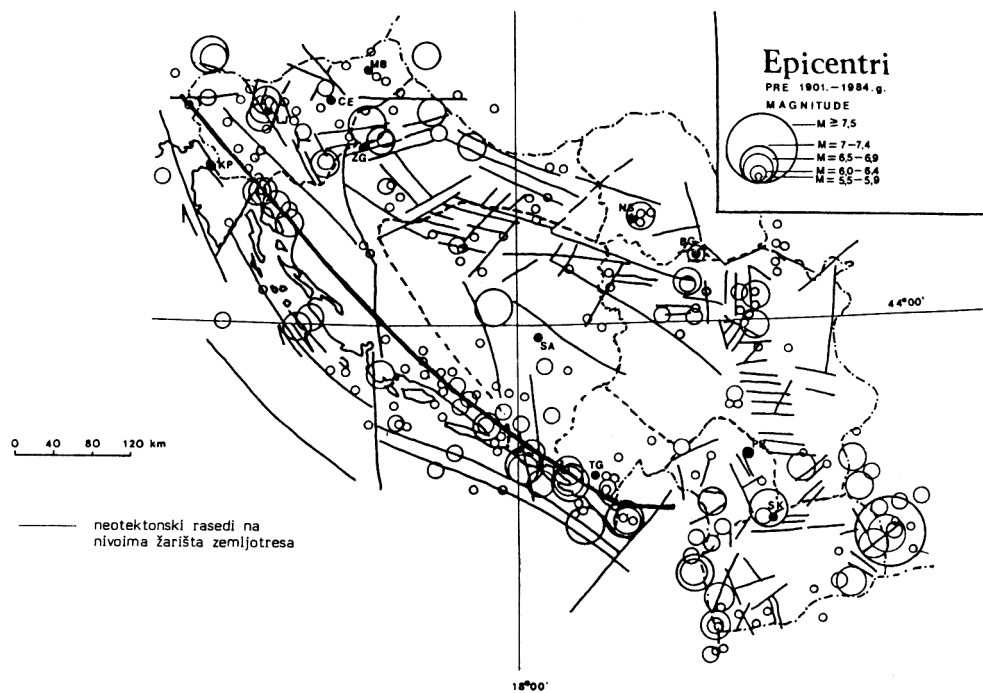 Epicentri
PRE 1901.–1984.g.
MAGNITUDE
M ≥ 7,5
M = 7–7,4
M = 6,5–6,9
M = 6,0–6,4
M = 5,5–5,9
MB
CE
ZG
KP
NS
BG
44°00'
SA
0 40 80 120 km
TG
SK
neotektonski rasedi na
nivoima žarišta zemljotresa
18°00'